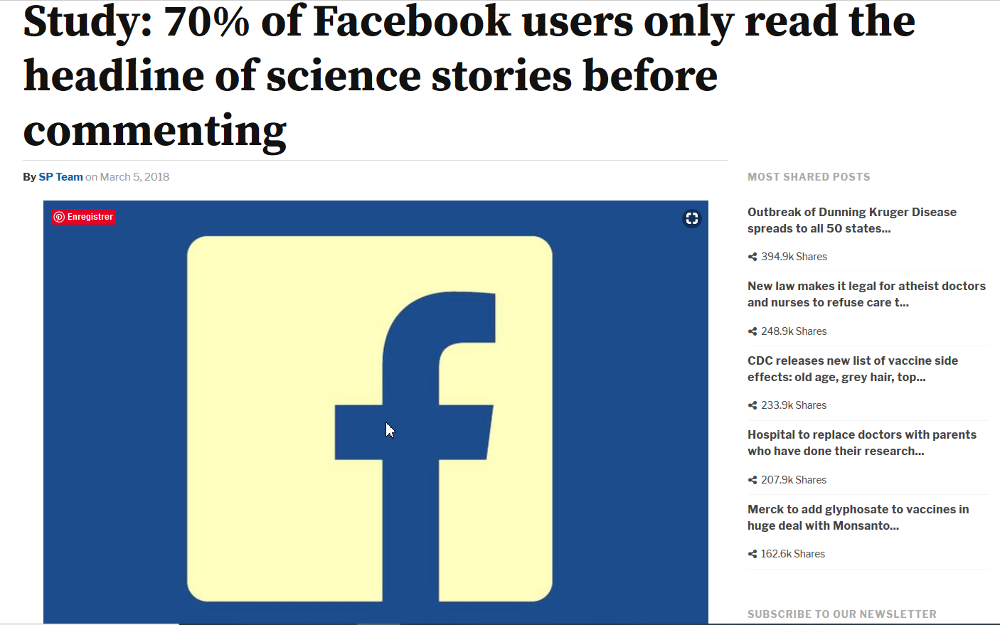 Study: 70% of Facebook users only read the
headline of science stories before
commenting
By SP Team on March 5, 2018
Enregistrer
f
MOST SHARED POSTS
Outbreak of Dunning Kruger Disease
spreads to all 50 states...
394.9k Shares
New law makes it legal for atheist doctors
and nurses to refuse care t...
248.9k Shares
CDC releases new list of vaccine side
effects: old age, grey hair, top...
233.9k Shares
Hospital to replace doctors with parents
who have done their research...
207.9k Shares
Merck to add glyphosate to vaccines in
huge deal with Monsanto...
162.6k Shares
SUBSCRIBE TO OUR NEWSLETTER